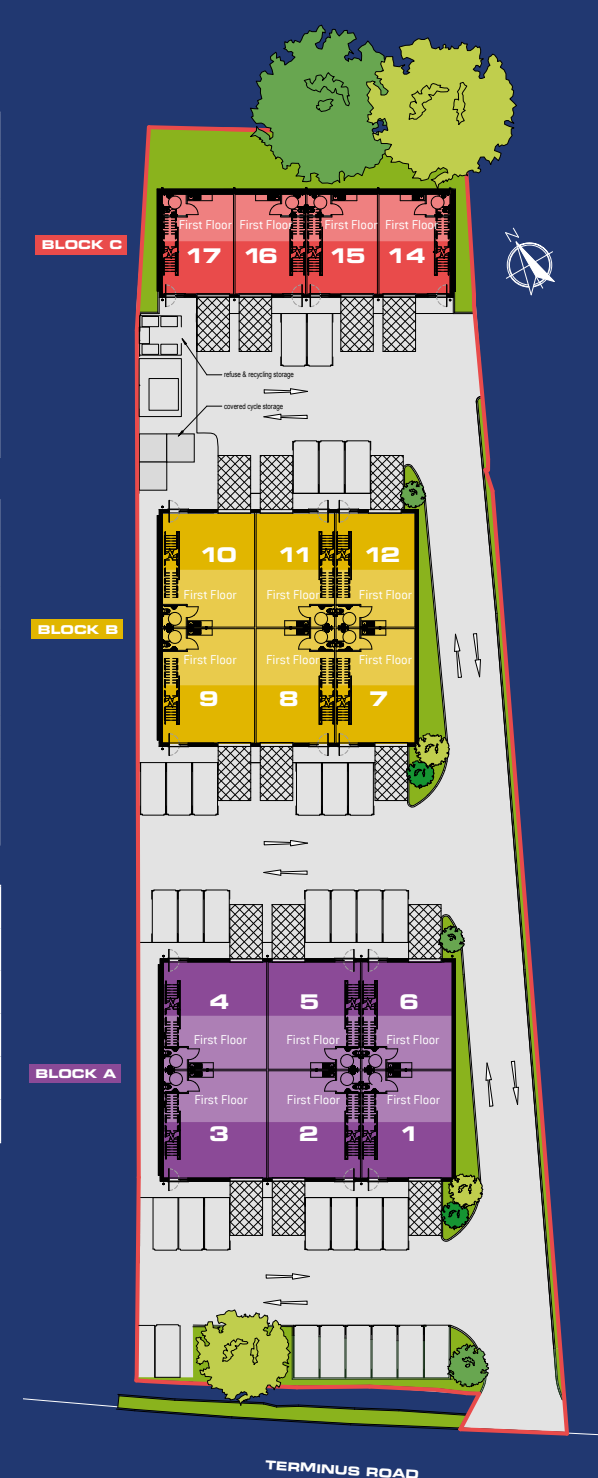 N
BLOCK C
First Floor First Floor First Floor First Floor
17 16 15 14
refuse & recycling storage
covered cycle storage
10 11 12
First Floor First Floor First Floor
BLOCK B
First Floor First Floor First Floor
9 8 7
4 5 6
First Floor First Floor First Floor
BLOCK A
First Floor First Floor First Floor
3 2 1
TERMINUS ROAD